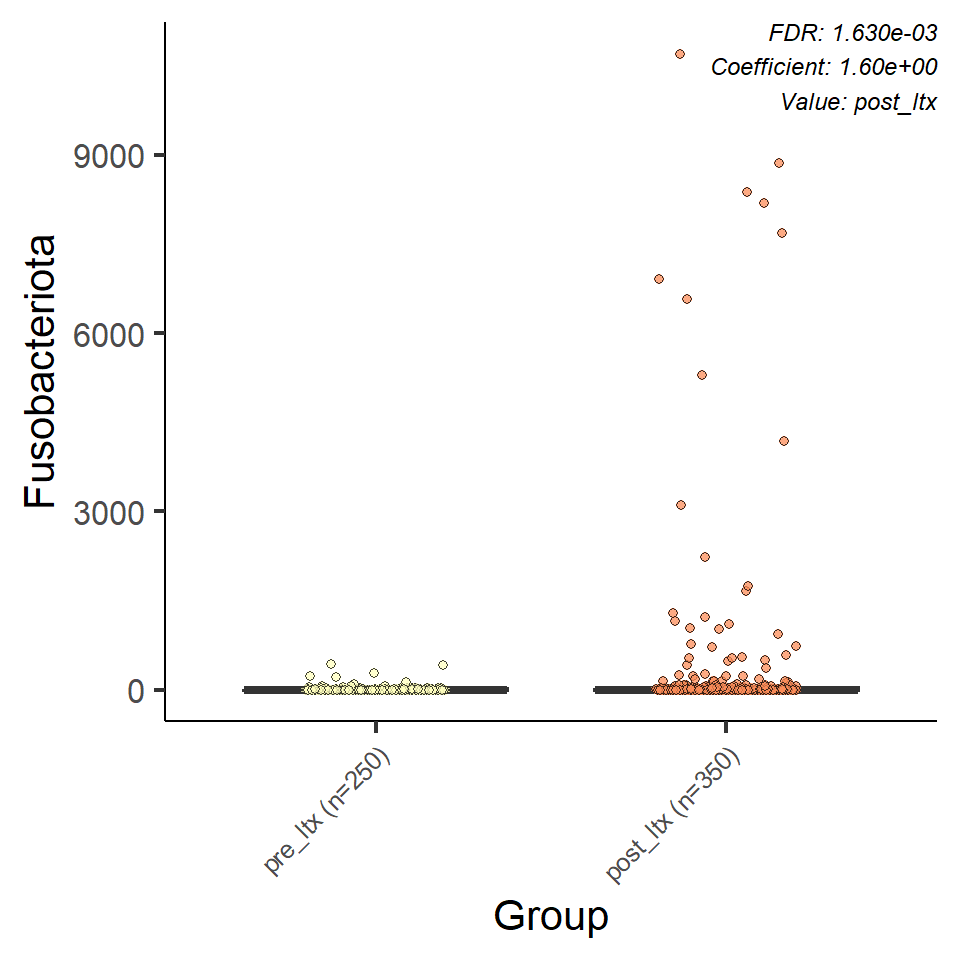 FDR: 1.630e-03
Coefficient: 1.60e+00
Value: post_ltx
Fusobacteriota
9000
6000
3000
0
pre_ltx (n=250)
post_ltx (n=350)
Group